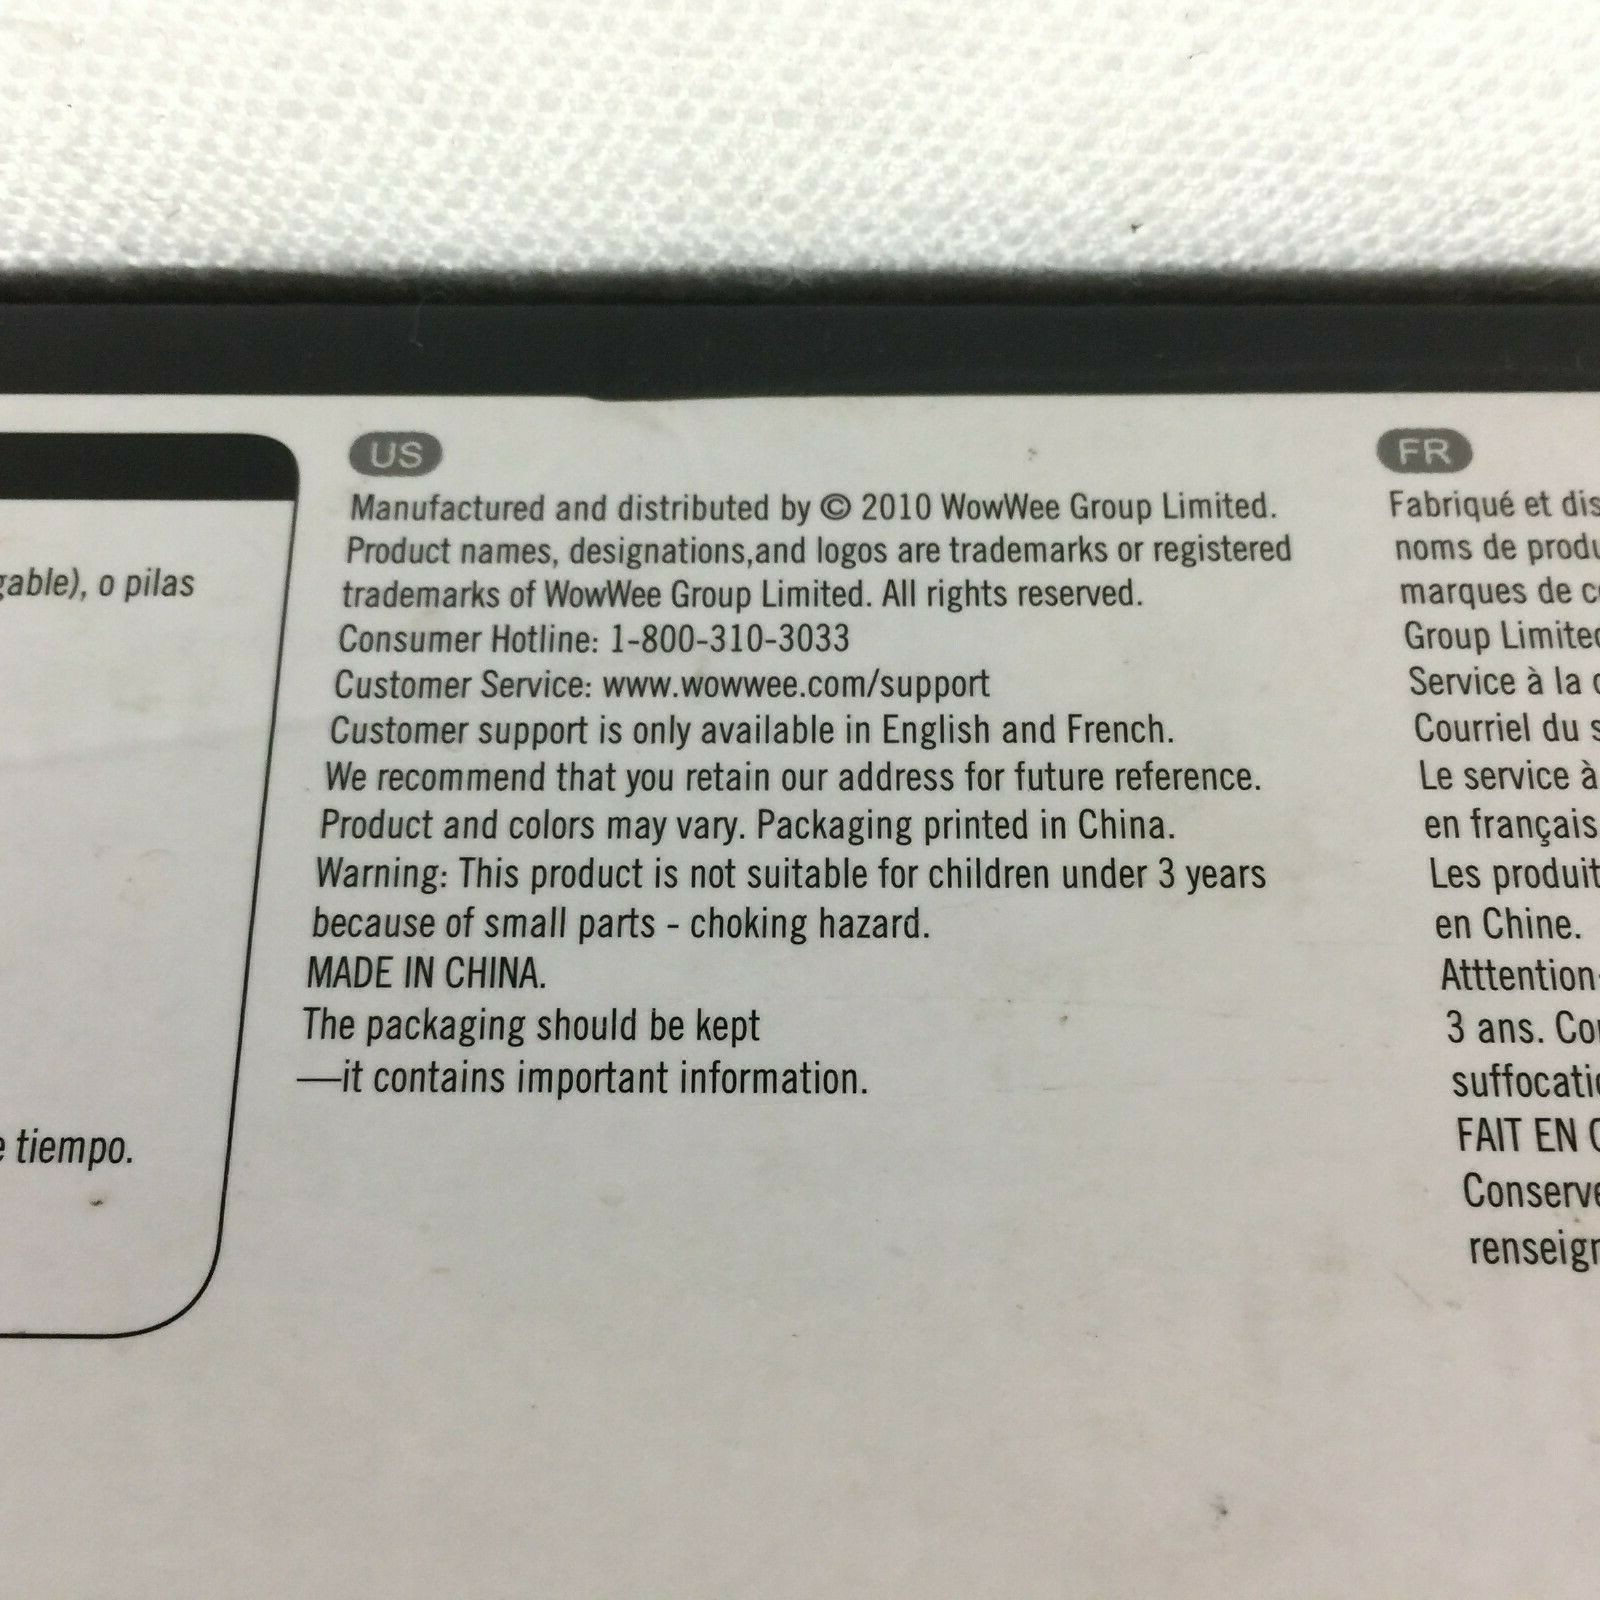 gable), o pilas
e tiempo.
US
Manufactured and distributed by © 2010 WowWee Group Limited.
Product names, designations,and logos are trademarks or registered
trademarks of WowWee Group Limited. All rights reserved.
Consumer Hotline: 1-800-310-3033
Customer Service: www.wowwee.com/support
Customer support is only available in English and French.
We recommend that you retain our address for future reference.
Product and colors may vary. Packaging printed in China.
Warning: This product is not suitable for children under 3 years
because of small parts - choking hazard.
MADE IN CHINA.
The packaging should be kept
—it contains important information.
FR
Fabriqué et dis
noms de produ
marques de c
Group Limited
Service à la c
Courriel du s
Le service à
en français
Les produit
en Chine.
Atttention-
3 ans. Co
suffocati
FAIT EN C
Conserve
renseign